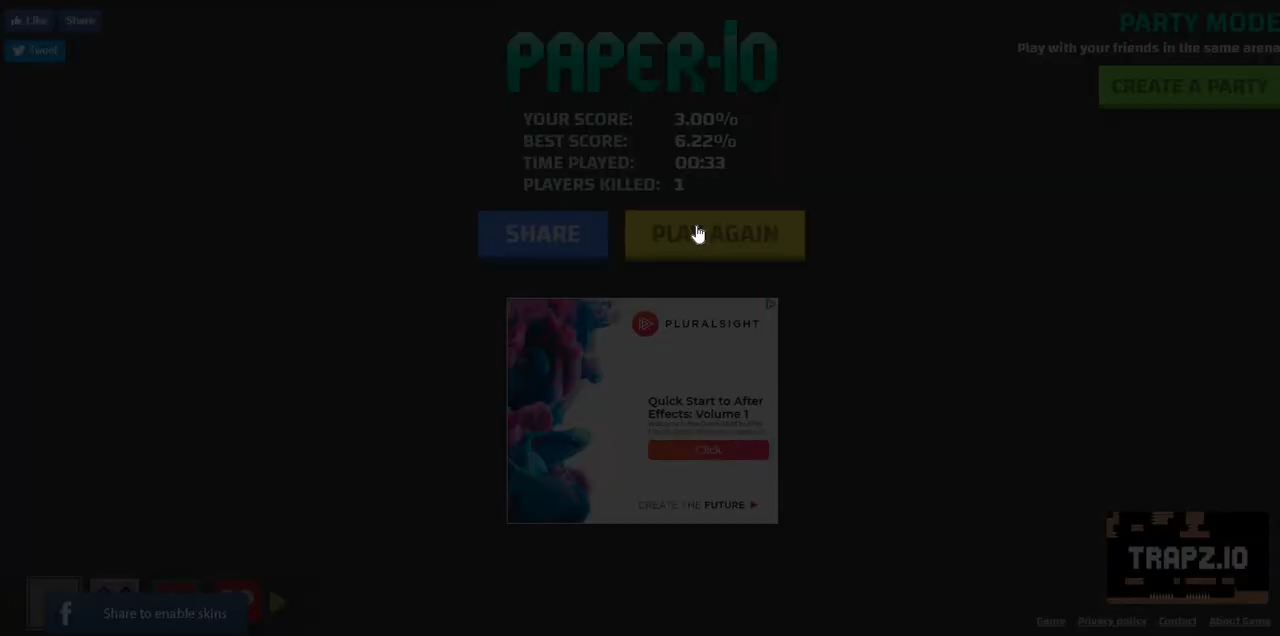 Like Share
Tweet
PAPER.IO
PARTY MODE
Play with your friends in the same arena
CREATE A PARTY
YOUR SCORE: 3.00%
BEST SCORE: 6.22%
TIME PLAYED: 00:33
PLAYERS KILLED: 1
SHARE
PLAY AGAIN
PLURALSIGHT
Quick Start to After
Effects: Volume 1
Click
CREATE THE FUTURE
TRAPZ.IO
Share to enable skins
Game Privacy policy Contact About Game